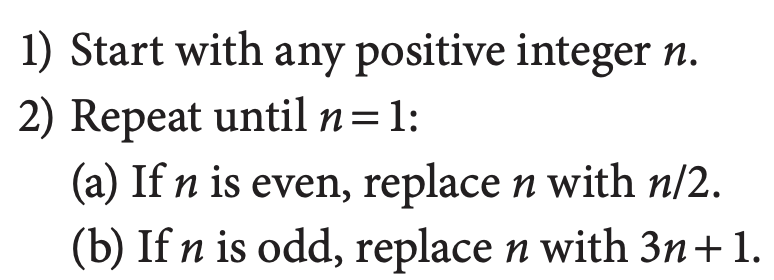 1) Start with any positive integer n.
2) Repeat until n = 1:
(a) If n is even, replace n with n/2.
(b) If n is odd, replace n with 3n + 1.